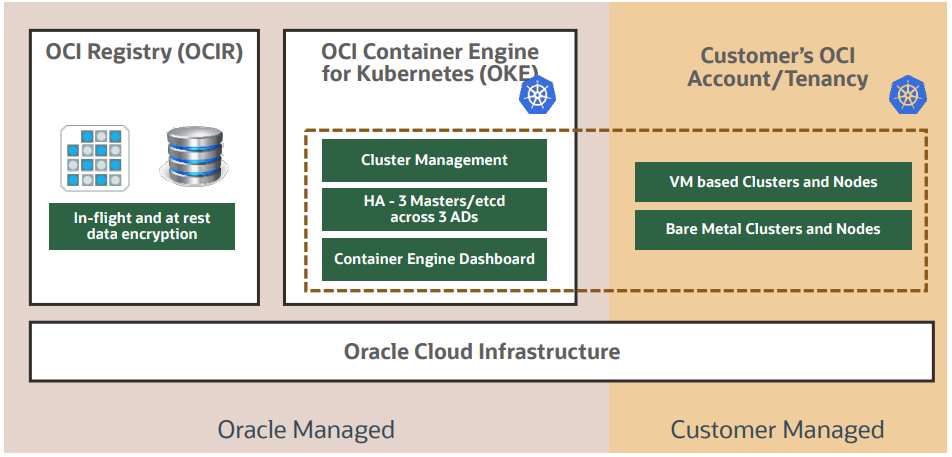 OCI Registry (OCIR)
In-flight and at rest
data encryption
OCI Container Engine
for Kubernetes (OKE)
Cluster Management
HA - 3 Masters/etcd
across 3 ADs
Container Engine Dashboard
Customer's OCI
Account/Tenancy
VM based Clusters and Nodes
Bare Metal Clusters and Nodes
Oracle Cloud Infrastructure
Oracle Managed
Customer Managed